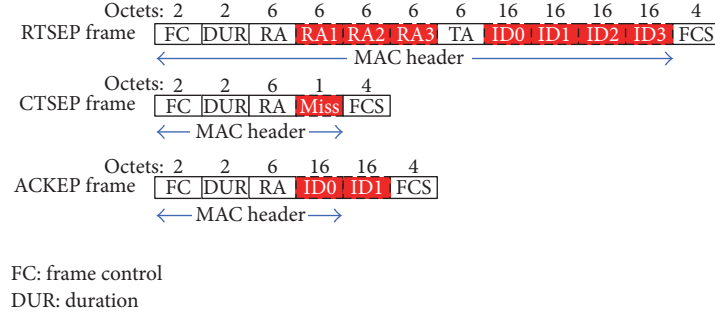 Octets: 2 2 6 6 6 6 6 16 16 16 16 4
RTSEP frame FC DUR RA RA1 RA2 RA3 TA ID0 ID1 ID2 ID3 FCS
MAC header
Octets: 2 2 6 1 4
CTSEP frame FC DUR RA Miss FCS
MAC header
Octets: 2 2 6 16 16 4
ACKEP frame FC DUR RA ID0 ID1 FCS
MAC header
FC: frame control
DUR: duration